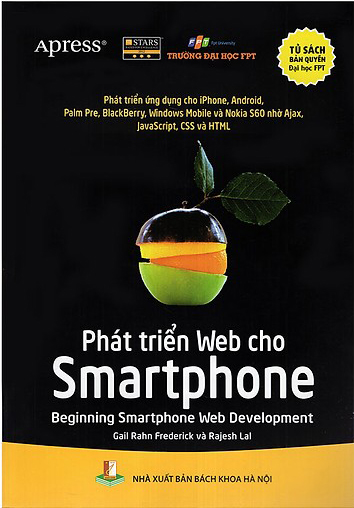 Apress®
STARS
FPT Fpt University
TRƯỜNG ĐẠI HỌC FPT
TỦ SÁCH
BẢN QUYỀN
Đại học FPT
Phát triển ứng dụng cho iPhone, Android,
Palm Pre, BlackBerry, Windows Mobile và Nokia S60 nhờ Ajax,
JavaScript, CSS và HTML
Phát triển Web cho
Smartphone
Beginning Smartphone Web Development
Gail Rahn Frederick và Rajesh Lal
NHÀ XUẤT BẢN BÁCH KHOA HÀ NỘI